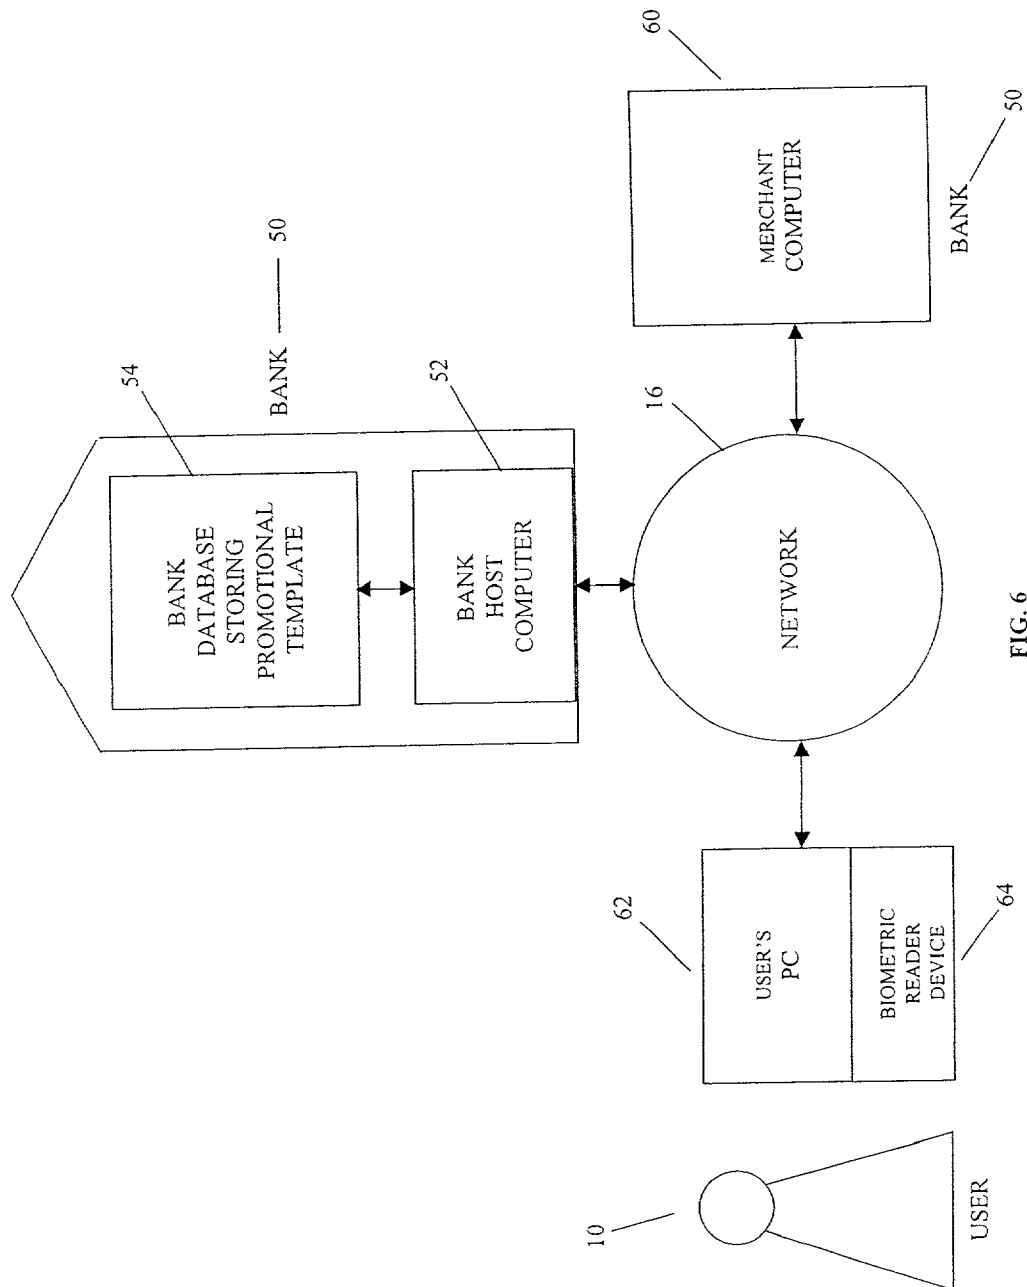 54
BANK
DATABASE
STORING
PROMOTIONAL
TEMPLATE
BANK 50
52
BANK
HOST
COMPUTER
10
62
16
60
USER'S
PC
NETWORK
MERCHANT
COMPUTER
BIOMETRIC
READER
DEVICE
USER
64
BANK
50
FIG. 6